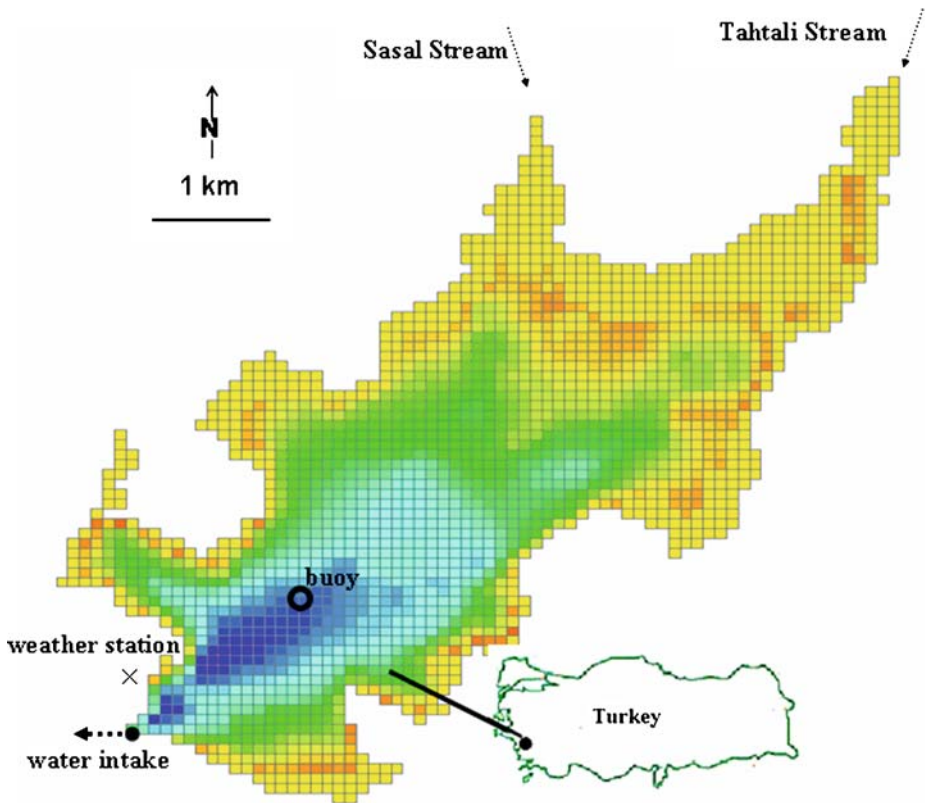 Tahtali Stream
Sasal Stream
N
1 km
buoy
weather station
Turkey
water intake